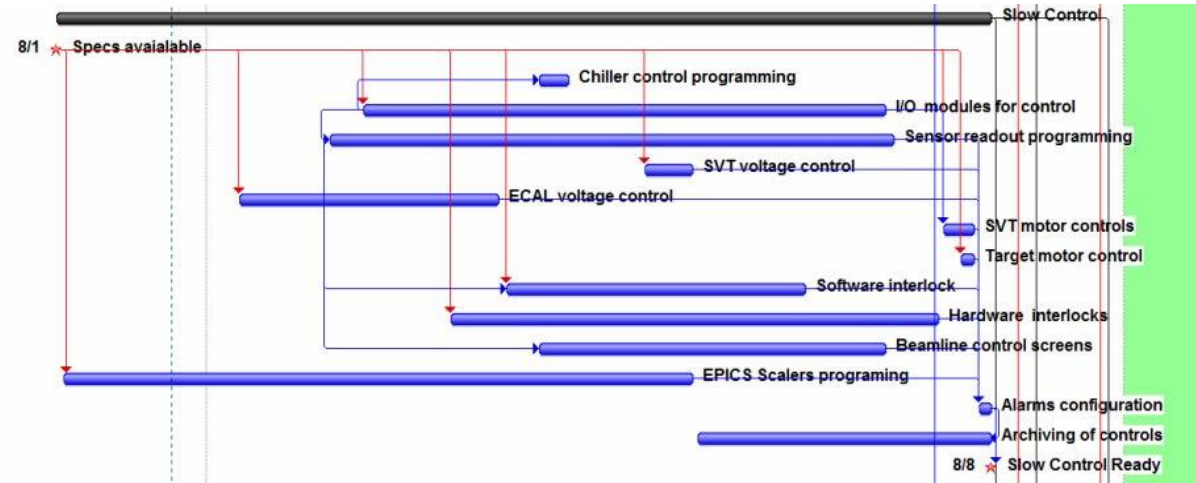 Slow Control
8/1 Specs avaialable
Chiller control programming
I/O modules for control
Sensor readout programming
SVT voltage control
ECAL voltage control
SVT motor controls
Target motor control
Software interlock
Hardware interlocks
Beamline control screens
EPICS Scalers programing
Alarms configuration
Archiving of controls
8/8 Slow Control Ready